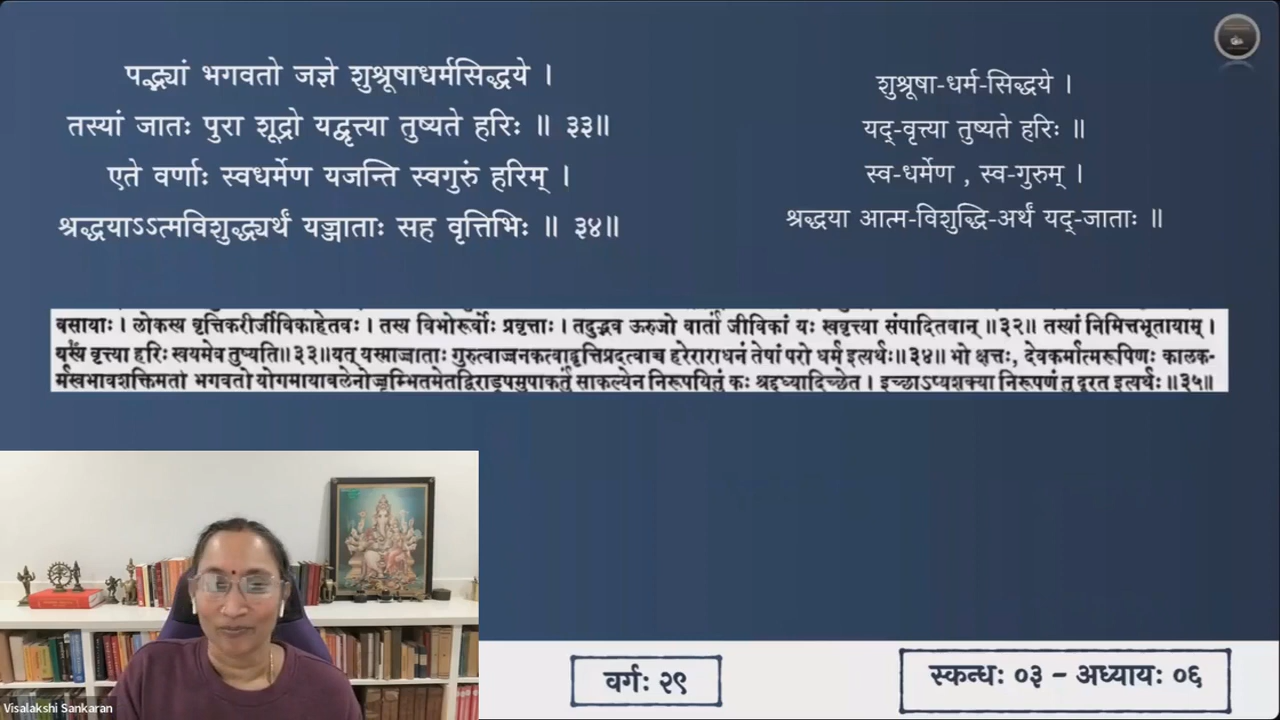 पद्भ्यां भगवतो जज्ञे शुश्रूषाधर्मसिद्धये ।
तस्यां जातः पुरा शूद्रो यद्वृत्त्या तुष्यते हरिः ॥ ३३॥
एते वर्णाः स्वधर्मेण यजन्ति स्वगुरुं हरिम् ।
श्रद्धयाऽऽत्मविशुद्ध्यर्थं यज्जाताः सह वृत्तिभिः ॥ ३४॥
शुश्रूषा-धर्म-सिद्धये ।
यद्-वृत्त्या तुष्यते हरिः ॥
स्व-धर्मेण , स्व-गुरुम् ।
श्रद्धया आत्म-विशुद्धि-अर्थं यद्-जाताः ॥
वसायाः । लोकस्य वृत्तिकरीर्जीविकाहेतवः । तस्य विभोरूर्वोः प्रवृत्ताः । तदुद्भव ऊरुजो वार्तां जीविकां यः स्ववृत्त्या संपादितवान् ॥३२॥ तस्यां निमित्तभूतायाम् ।
यस्य वृत्त्या हरिः स्वयमेव तुष्यति॥३३॥यत् यस्माज्जाताः गुरुत्वाज्जनकत्वाद्वृत्तिप्रदत्वाच्च हरेराराधनं तेषां परो धर्म इत्यर्थः॥३४॥ भो क्षत्तः, दैवकर्मात्मरूपिणः कालक-
र्मस्वभावशक्तिमतो भगवतो योगमायाबलेनोज्जृम्भितमेतद्विराड्रूपमुपाकर्तुं साकल्येन निरूपयितुं कः श्रद्दध्यादिच्छेत् । इच्छाऽप्यशक्या निरूपणं तु दूरत इत्यर्थः ॥३५॥
Visalakshi Sankaran
वर्गः २९
स्कन्धः ०३ – अध्यायः ०६